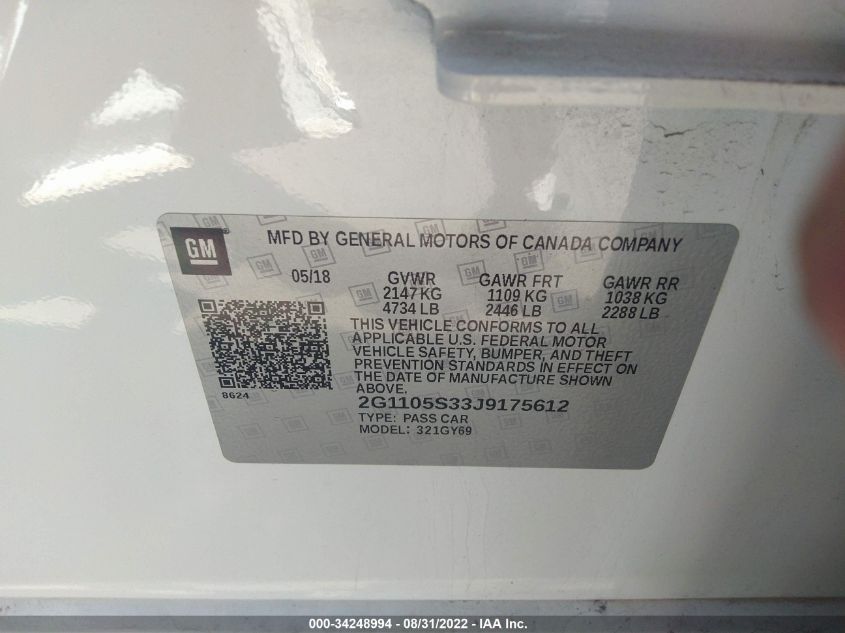 GM
MFD BY GENERAL MOTORS OF CANADA COMPANY
05/18 GVWR GAWR FRT GAWR RR
2147 KG 1109 KG 1038 KG
4734 LB 2446 LB 2288 LB
THIS VEHICLE CONFORMS TO ALL
APPLICABLE U.S. FEDERAL MOTOR
VEHICLE SAFETY, BUMPER, AND THEFT
PREVENTION STANDARDS IN EFFECT ON
THE DATE OF MANUFACTURE SHOWN
ABOVE.
8624
2G1105S33J9175612
TYPE: PASS CAR
MODEL: 321GY69
000-34248994 - 08/31/2022 - IAA Inc.